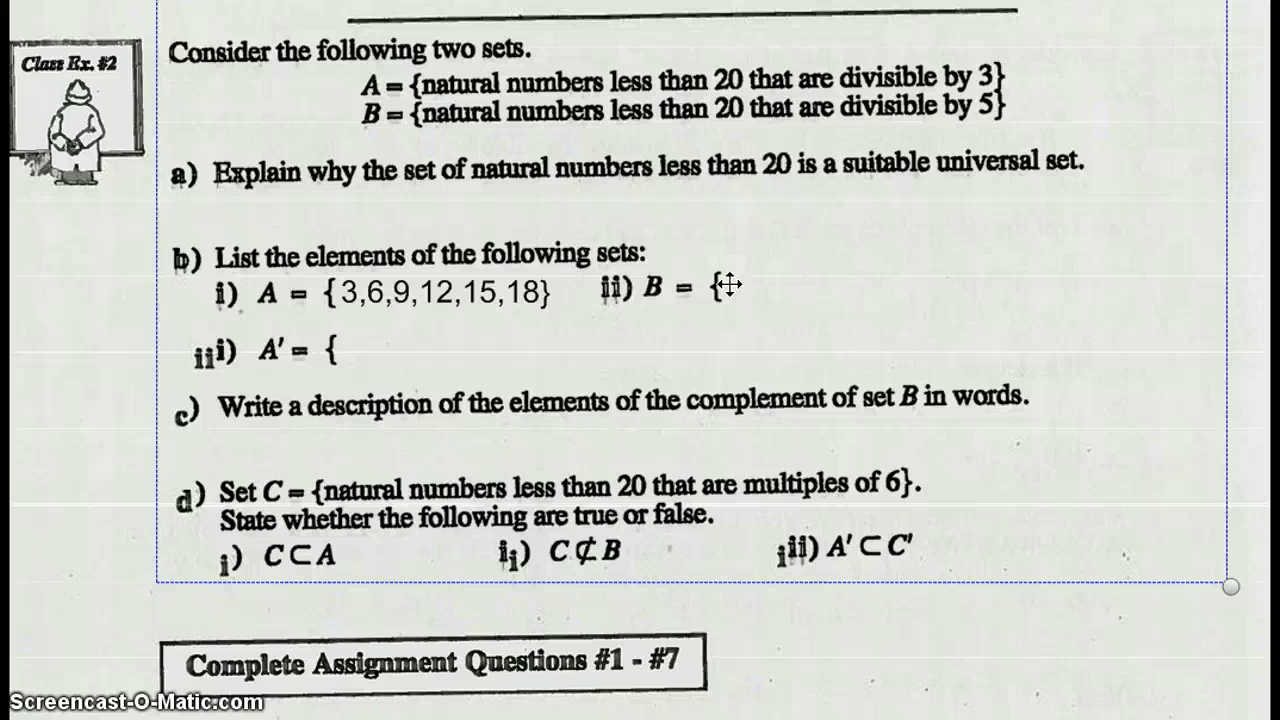 Class Ex. #2
Consider the following two sets.
A = {natural numbers less than 20 that are divisible by 3}
B = {natural numbers less than 20 that are divisible by 5}
a) Explain why the set of natural numbers less than 20 is a suitable universal set.
b) List the elements of the following sets:
i) A = {3,6,9,12,15,18} ii) B = {
iii) A' = {
c) Write a description of the elements of the complement of set B in words.
d) Set C = {natural numbers less than 20 that are multiples of 6}.
State whether the following are true or false.
i) C ⊂ A ii) C ⊄ B iii) A' ⊂ C'
Complete Assignment Questions #1 - #7
Screencast-O-Matic.com